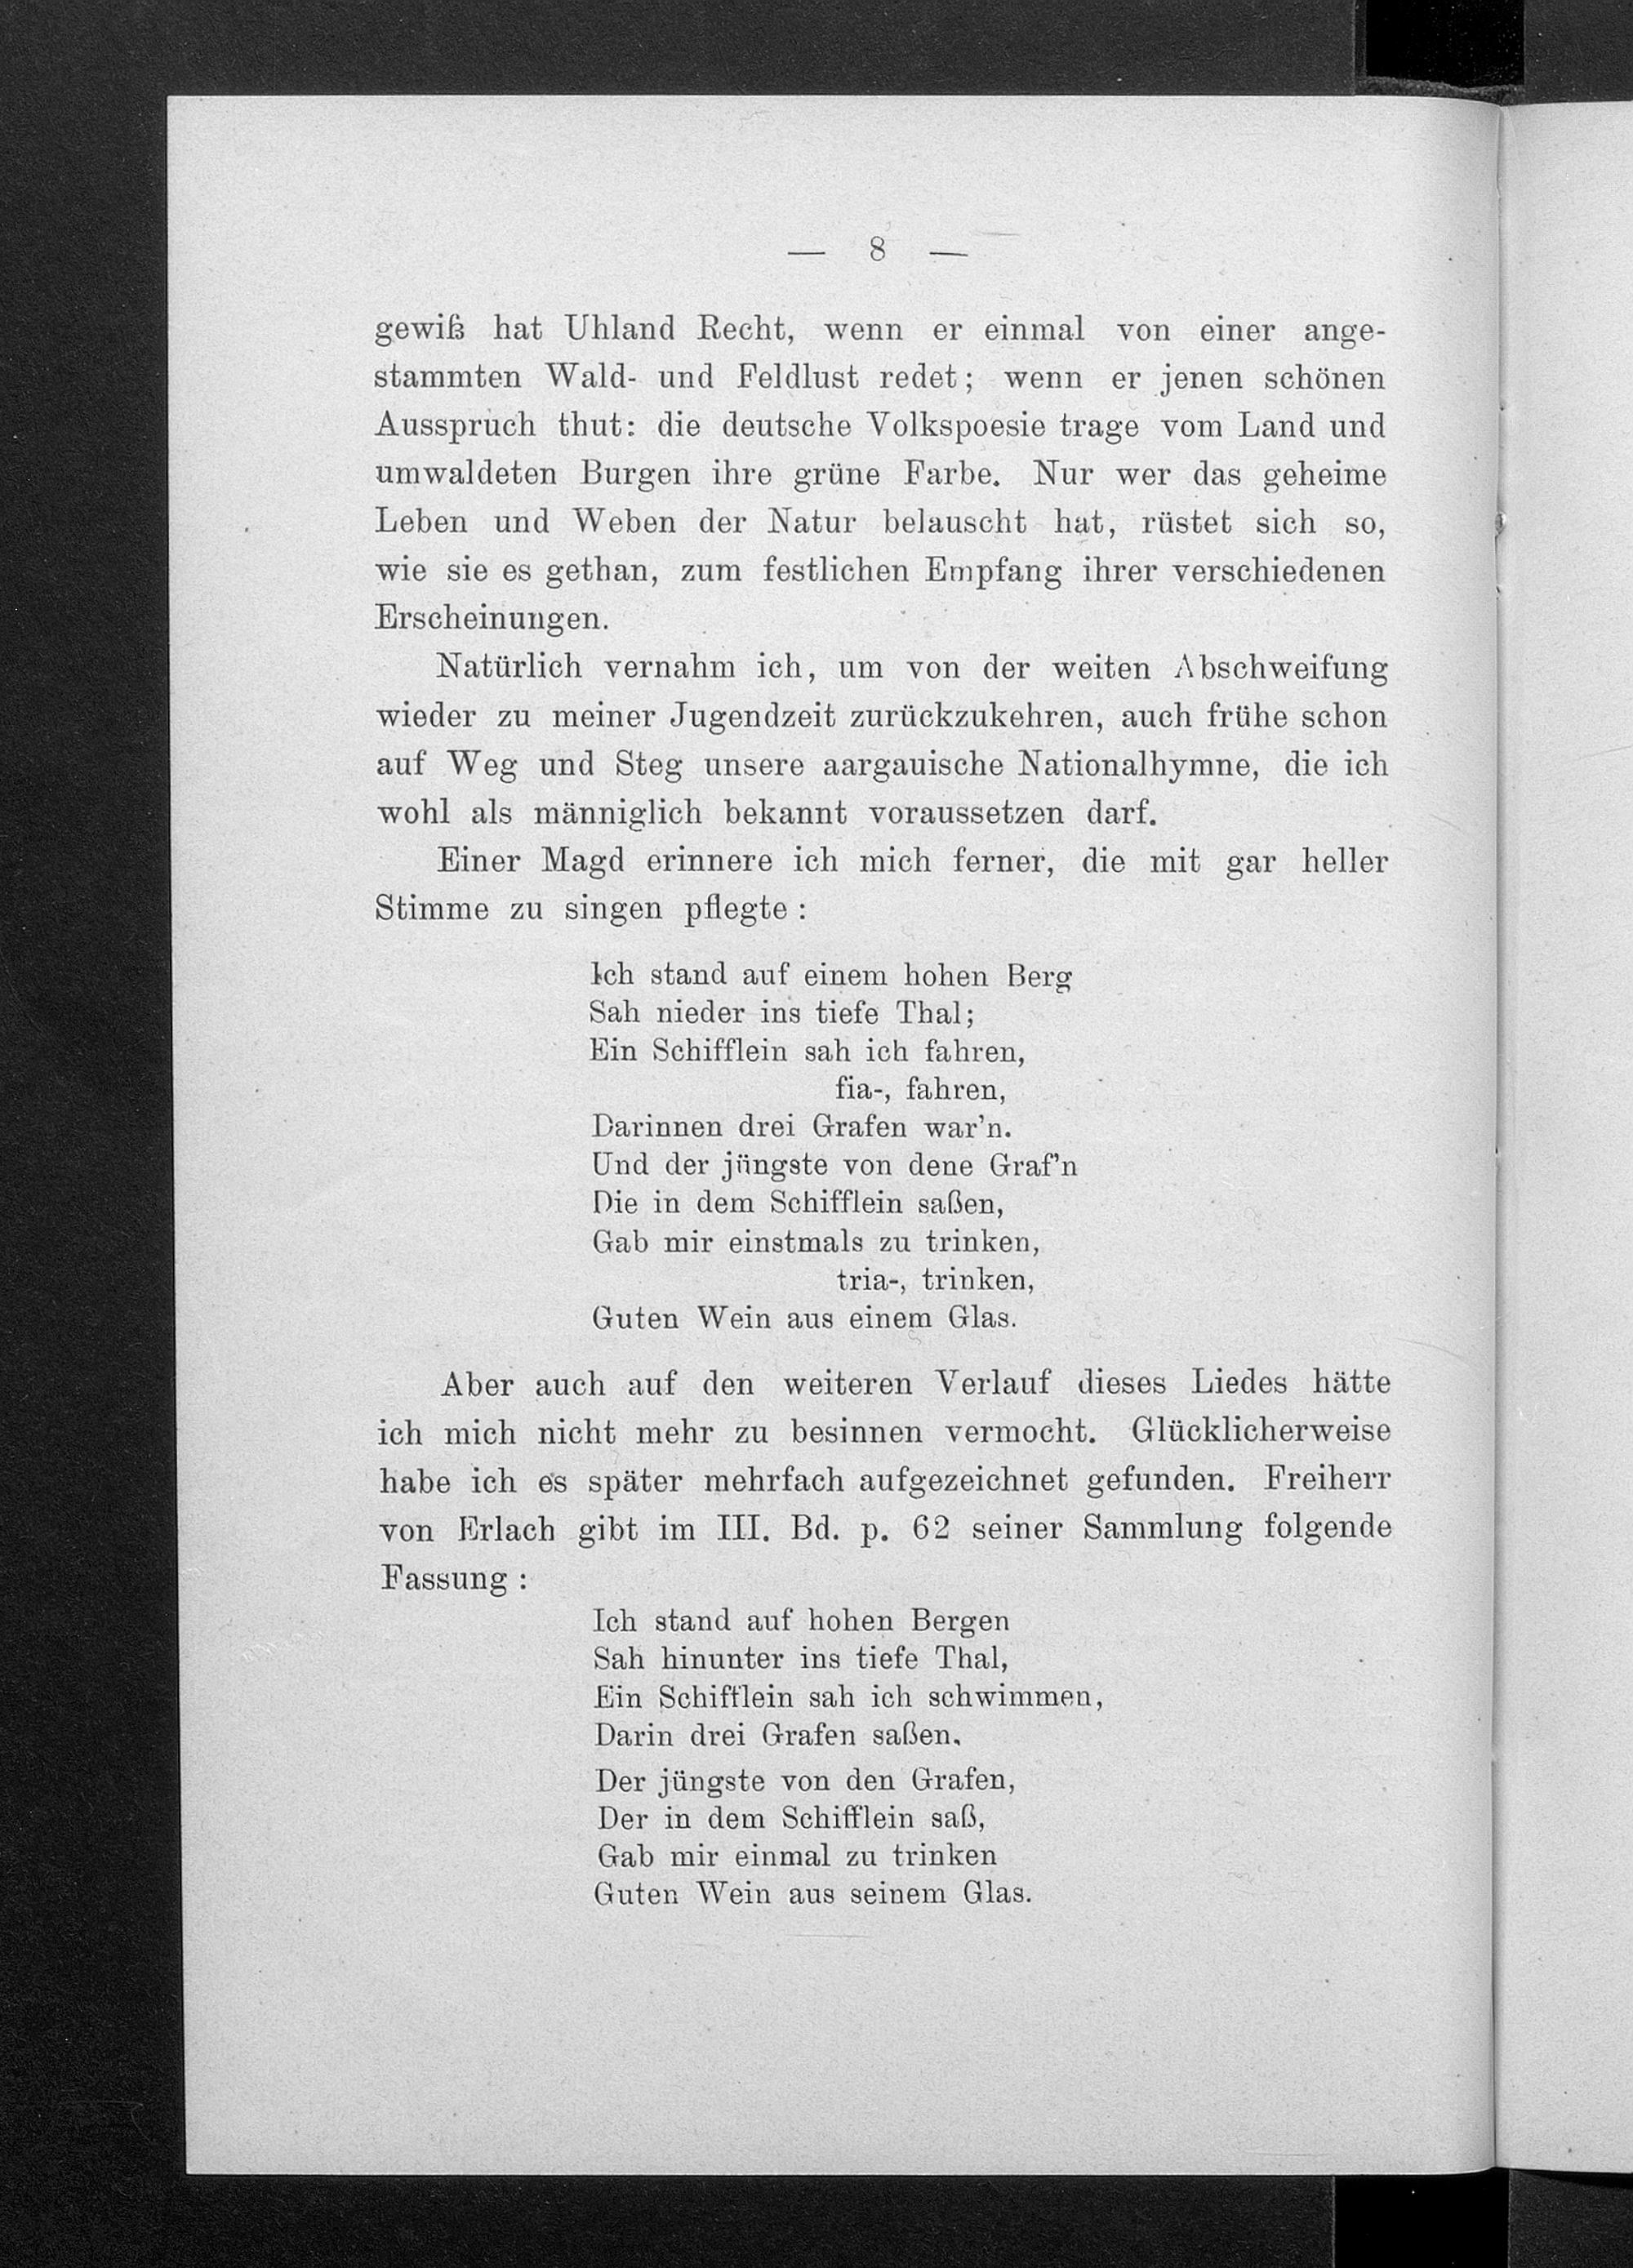 — 8 —
gewiß hat Uhland Recht, wenn er einmal von einer ange-
stammten Wald- und Feldlust redet; wenn er jenen schönen
Ausspruch thut: die deutsche Volkspoesie trage vom Land und
umwaldeten Burgen ihre grüne Farbe. Nur wer das geheime
Leben und Weben der Natur belauscht hat, rüstet sich so,
wie sie es gethan, zum festlichen Empfang ihrer verschiedenen
Erscheinungen.
Natürlich vernahm ich, um von der weiten Abschweifung
wieder zu meiner Jugendzeit zurückzukehren, auch frühe schon
auf Weg und Steg unsere aargauische Nationalhymne, die ich
wohl als männiglich bekannt voraussetzen darf.
Einer Magd erinnere ich mich ferner, die mit gar heller
Stimme zu singen pflegte:
Ich stand auf einem hohen Berg
Sah nieder ins tiefe Thal;
Ein Schifflein sah ich fahren,
fia-, fahren,
Darinnen drei Grafen war'n.
Und der jüngste von dene Graf'n
Die in dem Schifflein saßen,
Gab mir einstmals zu trinken,
tria-, trinken,
Guten Wein aus einem Glas.
Aber auch auf den weiteren Verlauf dieses Liedes hätte
ich mich nicht mehr zu besinnen vermocht. Glücklicherweise
habe ich es später mehrfach aufgezeichnet gefunden. Freiherr
von Erlach gibt im III. Bd. p. 62 seiner Sammlung folgende
Fassung:
Ich stand auf hohen Bergen
Sah hinunter ins tiefe Thal,
Ein Schifflein sah ich schwimmen,
Darin drei Grafen saßen.
Der jüngste von den Grafen,
Der in dem Schifflein saß,
Gab mir einmal zu trinken
Guten Wein aus seinem Glas.